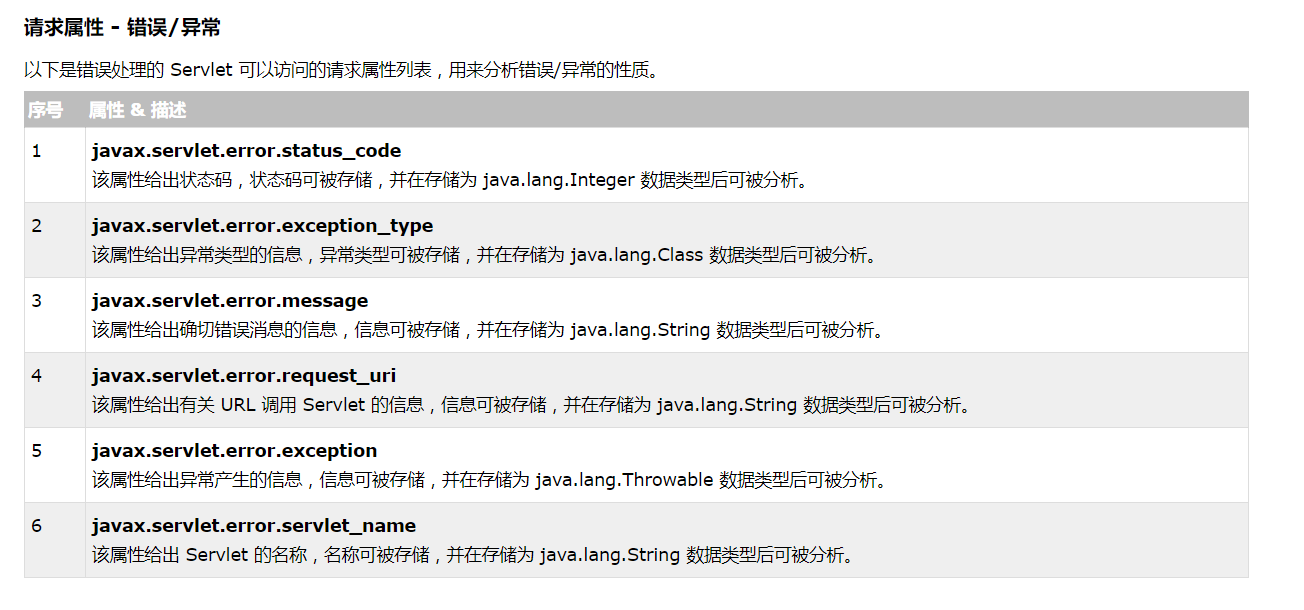 请求属性 - 错误/异常
以下是错误处理的 Servlet 可以访问的请求属性列表，用来分析错误/异常的性质。
序号 属性 & 描述
1 javax.servlet.error.status_code
该属性给出状态码，状态码可被存储，并在存储为 java.lang.Integer 数据类型后可被分析。
2 javax.servlet.error.exception_type
该属性给出异常类型的信息，异常类型可被存储，并在存储为 java.lang.Class 数据类型后可被分析。
3 javax.servlet.error.message
该属性给出确切错误消息的信息，信息可被存储，并在存储为 java.lang.String 数据类型后可被分析。
4 javax.servlet.error.request_uri
该属性给出有关 URL 调用 Servlet 的信息，信息可被存储，并在存储为 java.lang.String 数据类型后可被分析。
5 javax.servlet.error.exception
该属性给出异常产生的信息，信息可被存储，并在存储为 java.lang.Throwable 数据类型后可被分析。
6 javax.servlet.error.servlet_name
该属性给出 Servlet 的名称，名称可被存储，并在存储为 java.lang.String 数据类型后可被分析。